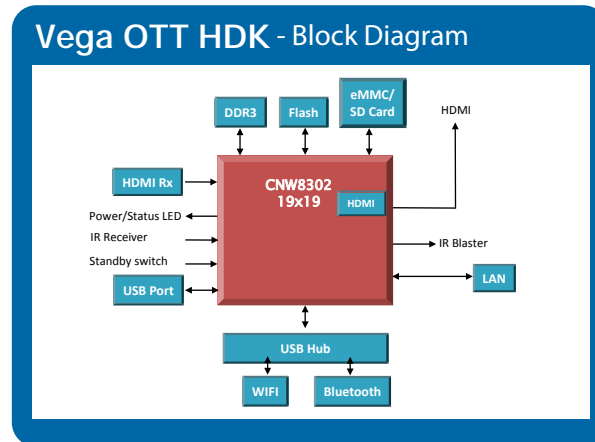 Vega OTT HDK - Block Diagram
DDR3
Flash
eMMC/
SD Card
HDMI
HDMI Rx
CNW8302
19x19
HDMI
Power/Status LED
IR Receiver
IR Blaster
Standby switch
LAN
USB Port
USB Hub
WIFI
Bluetooth